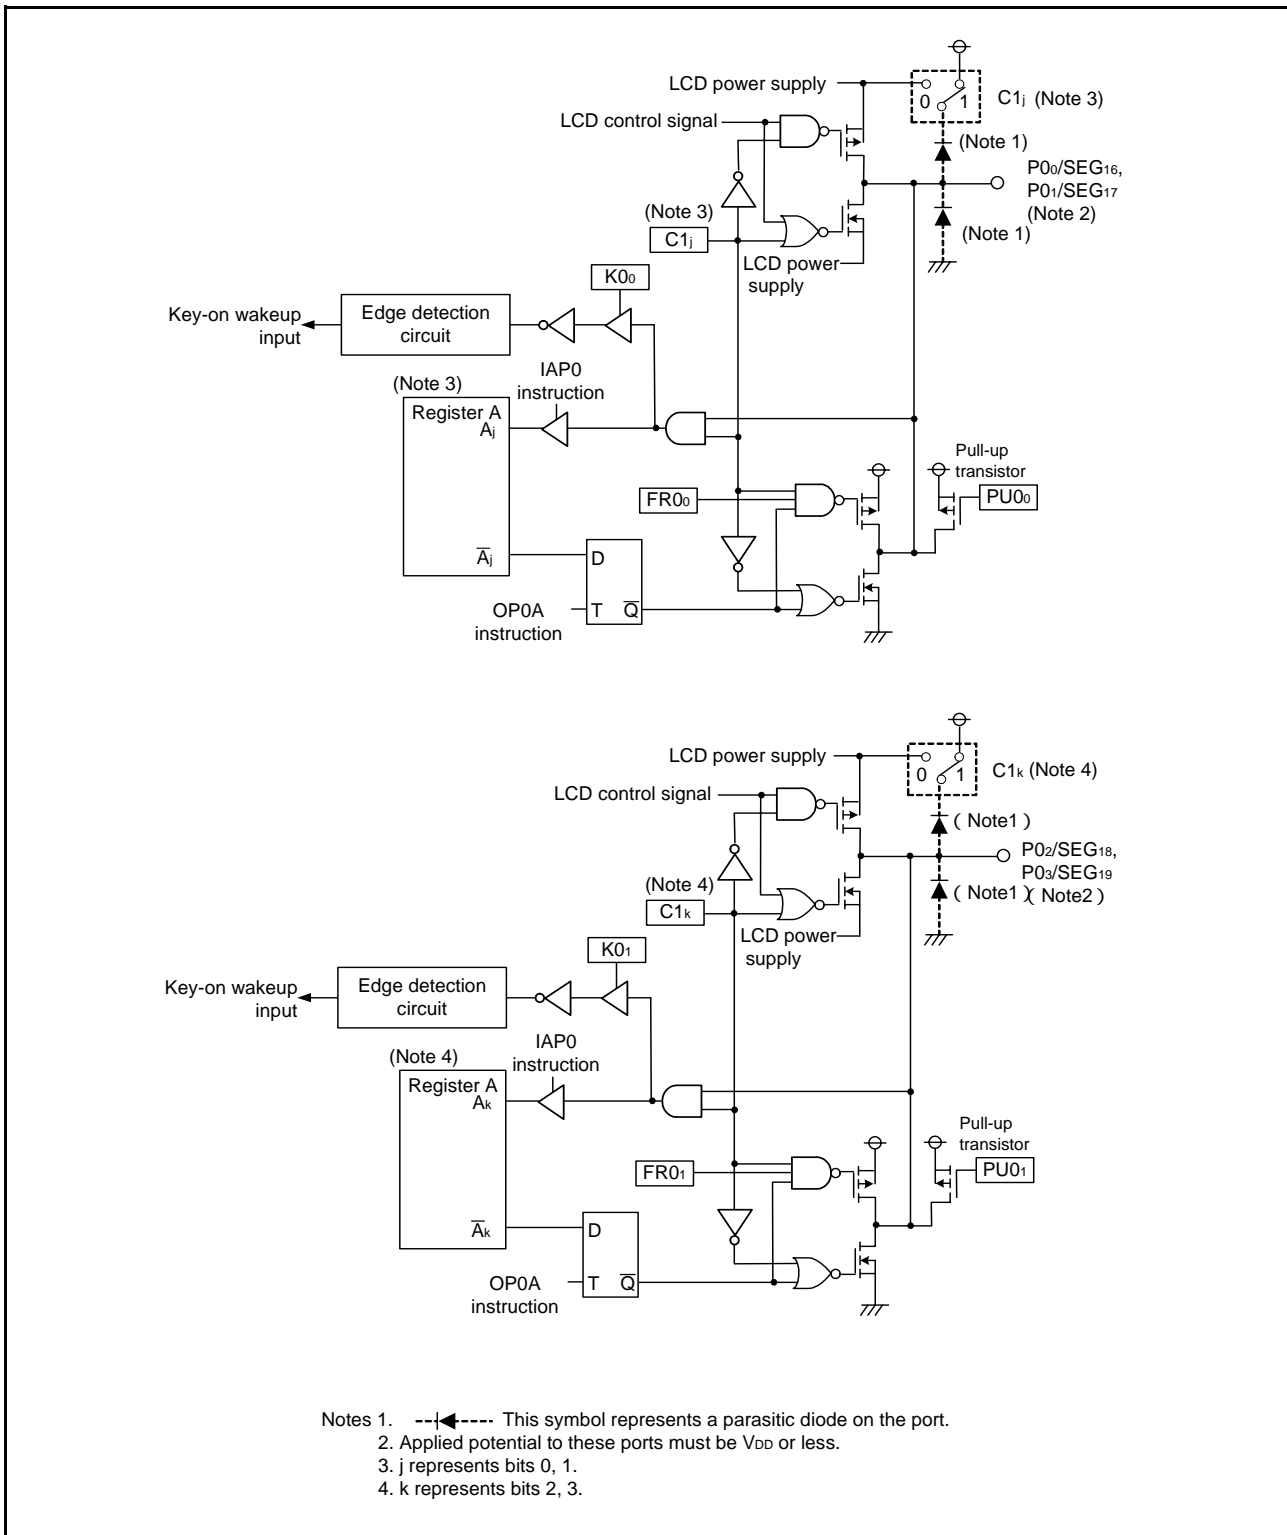 LCD power supply
0 1
C1j (Note 3)
LCD control signal
(Note 1)
P00/SEG16,
P01/SEG17
(Note 2)
(Note 3)
C1j
(Note 1)
LCD power
supply
K00
Key-on wakeup
input
Edge detection
circuit
IAP0
instruction
(Note 3)
Register A
Aj
Pull-up
transistor
FR00
PU00
Aj
D
T Q
OP0A
instruction
LCD power supply
0 1
C1k (Note 4)
LCD control signal
( Note1 )
P02/SEG18,
P03/SEG19
( Note1 )( Note2 )
(Note 4)
C1k
LCD power
supply
K01
Key-on wakeup
input
Edge detection
circuit
IAP0
instruction
(Note 4)
Register A
Ak
Pull-up
transistor
FR01
PU01
Ak
D
T Q
OP0A
instruction
Notes 1. This symbol represents a parasitic diode on the port.
2. Applied potential to these ports must be VDD or less.
3. j represents bits 0, 1.
4. k represents bits 2, 3.